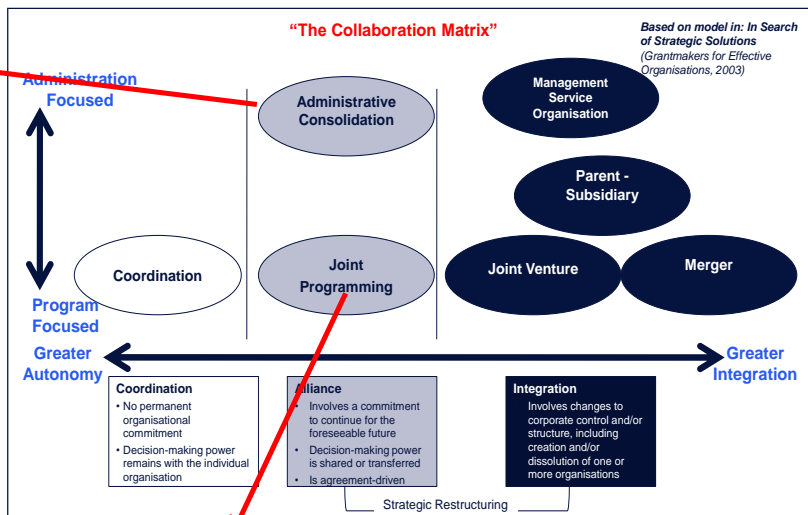 “The Collaboration Matrix”
Based on model in: In Search
of Strategic Solutions
(Grantmakers for Effective
Organisations, 2003)
Administration
Focused
Administrative
Consolidation
Management
Service
Organisation
Parent -
Subsidiary
Coordination
Joint
Programming
Joint Venture
Merger
Program
Focused
Greater
Autonomy
Greater
Integration
Coordination
• No permanent
organisational
commitment
• Decision-making power
remains with the individual
organisation
Alliance
• Involves a commitment
to continue for the
foreseeable future
• Decision-making power
is shared or transferred
• Is agreement-driven
Integration
Involves changes to
corporate control and/or
structure, including
creation and/or
dissolution of one or
more organisations
Strategic Restructuring